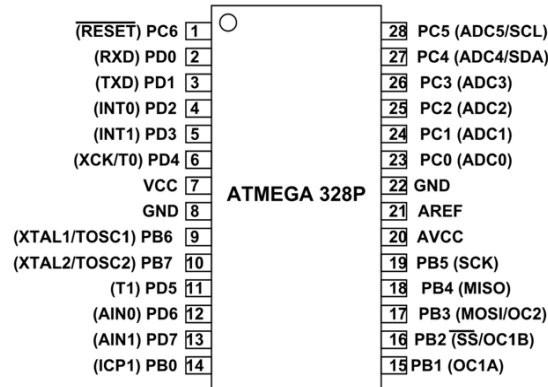 (RESET) PC6 1
(RXD) PD0 2
(TXD) PD1 3
(INT0) PD2 4
(INT1) PD3 5
(XCK/T0) PD4 6
VCC 7
GND 8
(XTAL1/TOSC1) PB6 9
(XTAL2/TOSC2) PB7 10
(T1) PD5 11
(AIN0) PD6 12
(AIN1) PD7 13
(ICP1) PB0 14
ATMEGA 328P
28 PC5 (ADC5/SCL)
27 PC4 (ADC4/SDA)
26 PC3 (ADC3)
25 PC2 (ADC2)
24 PC1 (ADC1)
23 PC0 (ADC0)
22 GND
21 AREF
20 AVCC
19 PB5 (SCK)
18 PB4 (MISO)
17 PB3 (MOSI/OC2)
16 PB2 (SS/OC1B)
15 PB1 (OC1A)